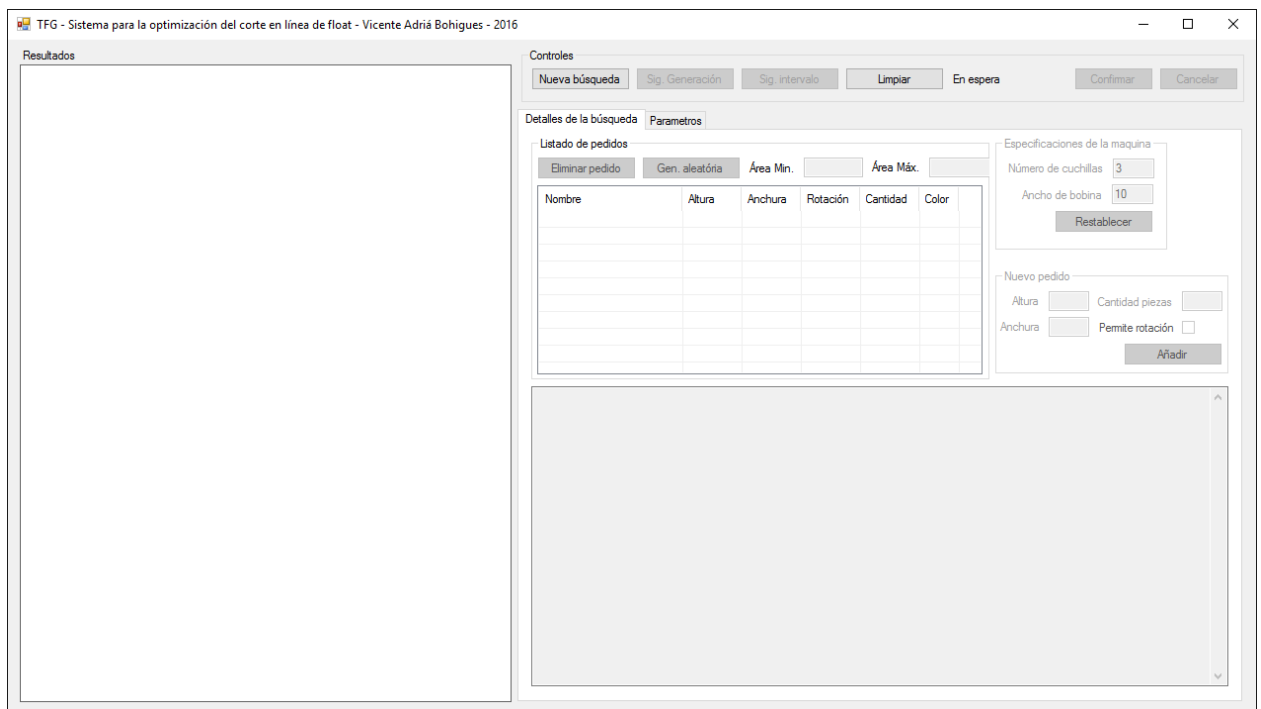 TFG - Sistema para la optimización del corte en línea de float - Vicente Adriá Bohigues - 2016
Resultados
Controles
Nueva búsqueda
Sig. Generación
Sig. intervalo
Limpiar
En espera
Confirmar
Cancelar
Detalles de la búsqueda
Parametros
Listado de pedidos
Eliminar pedido
Gen. aleatória
Área Min.
Área Máx.
Nombre
Altura
Anchura
Rotación
Cantidad
Color
Especificaciones de la maquina
Número de cuchillas 3
Ancho de bobina 10
Restablecer
Nuevo pedido
Altura
Cantidad piezas
Anchura
Permite rotación
Añadir